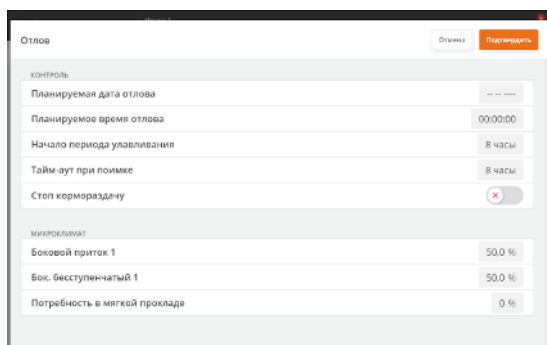 Отлов
Отмена
Подтвердить
КОНТРОЛЬ
Планируемая дата отлова -- -- ----
Планируемое время отлова 00:00:00
Начало периода улавливания 8 часы
Тайм-аут при поимке 8 часы
Стоп кормораздачу
МИКРОКЛИМАТ
Боковой приток 1 50,0 %
Бок. бесступенчатый 1 50,0 %
Потребность в мягкой прохладе 0 %